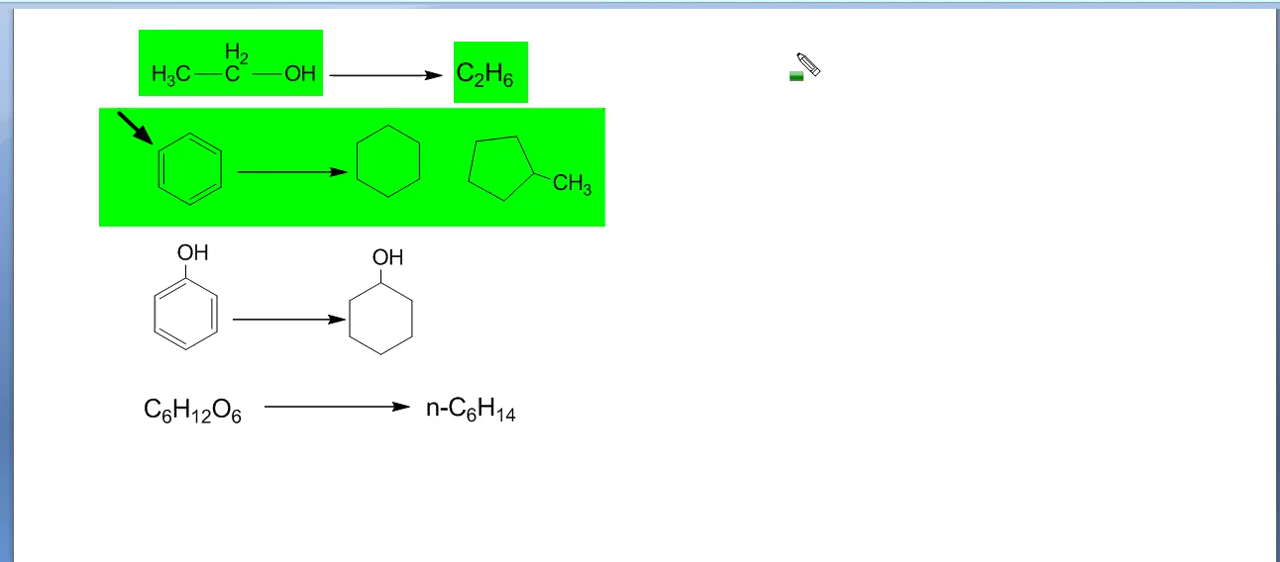 H₂
H₃C—C—OH → C₂H₆
CH₃
OH
OH
C₆H₁₂O₆ → n-C₆H₁₄